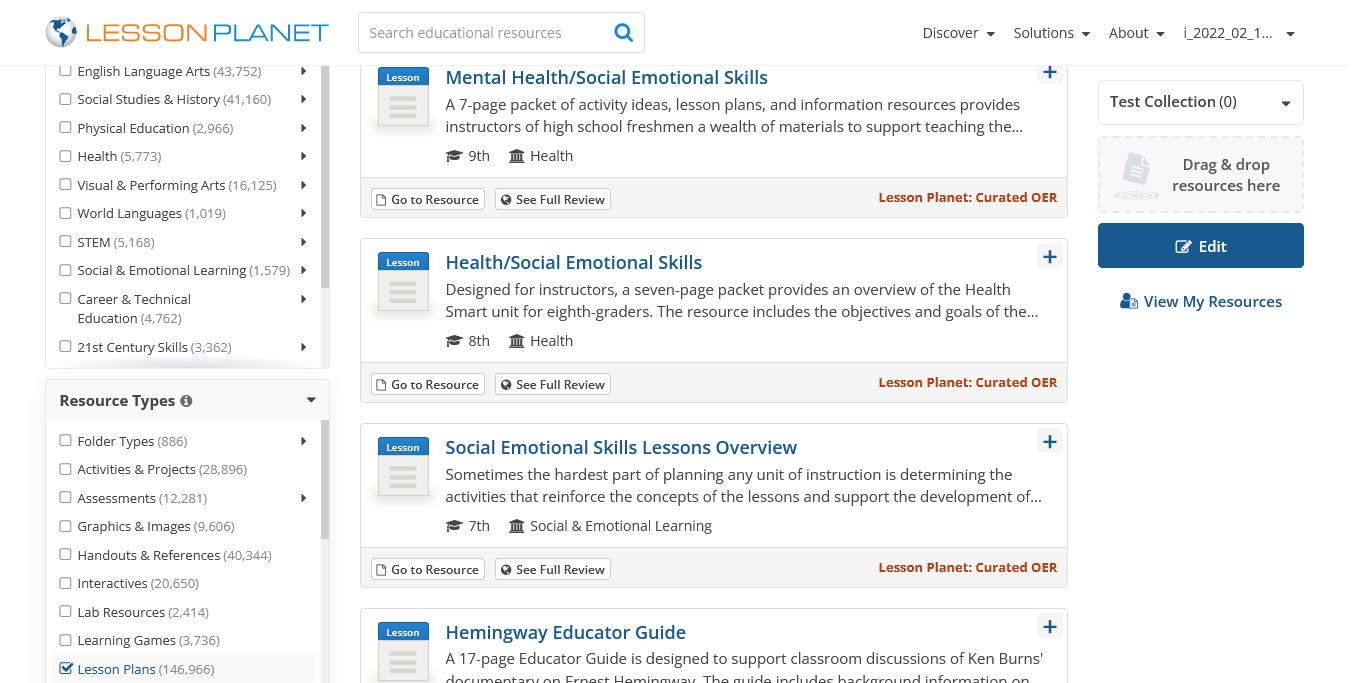 LESSONPLANET
Search educational resources
Discover
Solutions
About
i_2022_02_1...
English Language Arts (43,752)
Social Studies & History (41,160)
Physical Education (2,966)
Health (5,773)
Visual & Performing Arts (16,125)
World Languages (1,019)
STEM (5,168)
Social & Emotional Learning (1,579)
Career & Technical
Education (4,762)
21st Century Skills (3,362)
Resource Types
Folder Types (886)
Activities & Projects (28,896)
Assessments (12,281)
Graphics & Images (9,606)
Handouts & References (40,344)
Interactives (20,650)
Lab Resources (2,414)
Learning Games (3,736)
Lesson Plans (146,966)
Lesson
Mental Health/Social Emotional Skills
A 7-page packet of activity ideas, lesson plans, and information resources provides
instructors of high school freshmen a wealth of materials to support teaching the...
9th
Health
Go to Resource
See Full Review
Lesson Planet: Curated OER
Lesson
Health/Social Emotional Skills
Designed for instructors, a seven-page packet provides an overview of the Health
Smart unit for eighth-graders. The resource includes the objectives and goals of the...
8th
Health
Go to Resource
See Full Review
Lesson Planet: Curated OER
Lesson
Social Emotional Skills Lessons Overview
Sometimes the hardest part of planning any unit of instruction is determining the
activities that reinforce the concepts of the lessons and support the development of...
7th
Social & Emotional Learning
Go to Resource
See Full Review
Lesson Planet: Curated OER
Lesson
Hemingway Educator Guide
A 17-page Educator Guide is designed to support classroom discussions of Ken Burns'
documentary on Ernest Hemingway. The guide includes background information on
Test Collection (0)
Drag & drop
resources here
Edit
View My Resources